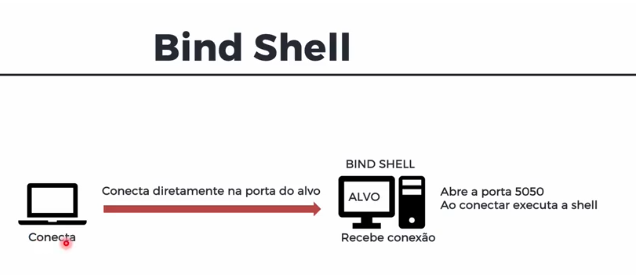 Bind Shell
BIND SHELL
Conecta diretamente na porta do alvo
ALVO
Abre a porta 5050
Ao conectar executa a shell
Conecta
Recebe conexão